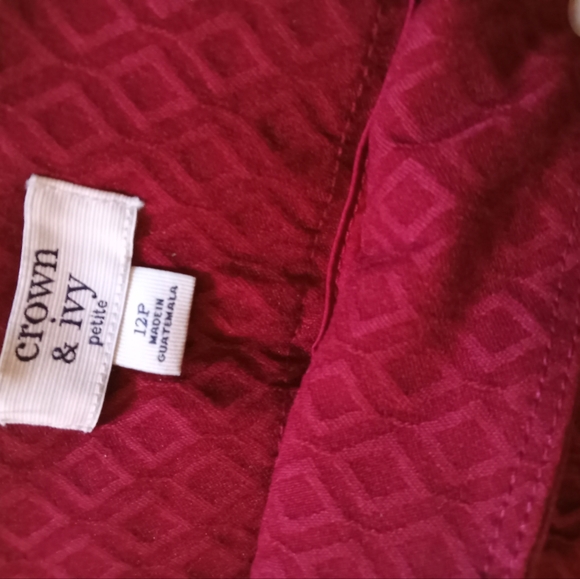 crown
& ivy
petite
12P
MADE IN
GUATEMALA